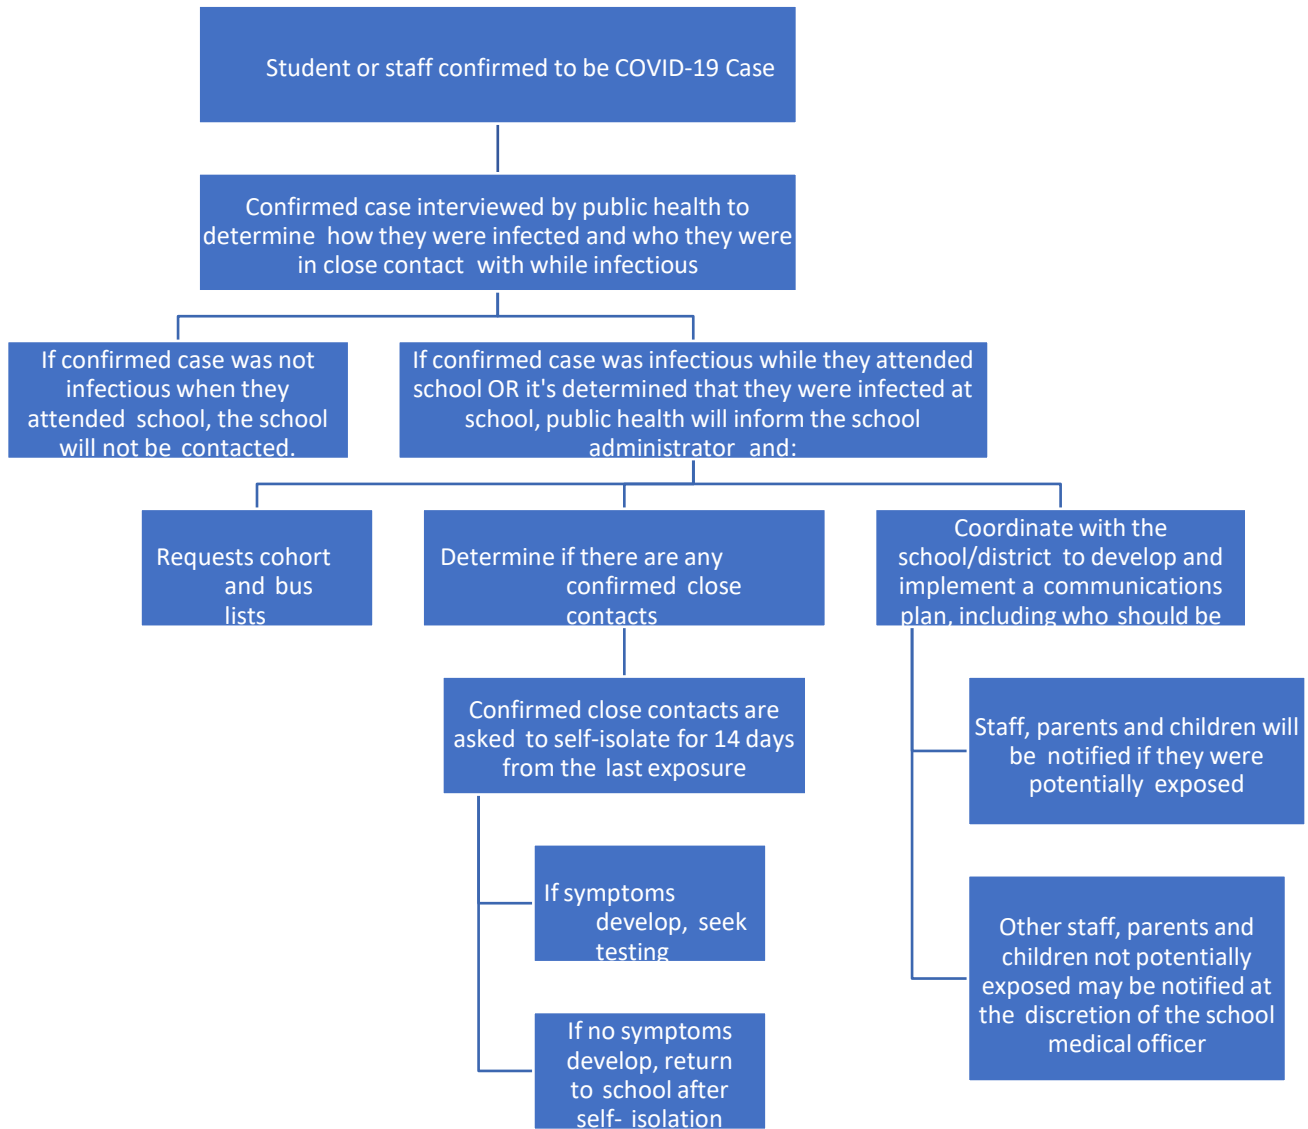 Student or staff confirmed to be COVID-19 Case
Confirmed case interviewed by public health to
determine how they were infected and who they were
in close contact with while infectious
If confirmed case was not
infectious when they
attended school, the school
will not be contacted.
If confirmed case was infectious while they attended
school OR it's determined that they were infected at
school, public health will inform the school
administrator and:
Requests cohort
and bus
lists
Determine if there are any
confirmed close
contacts
Coordinate with the
school/district to develop and
implement a communications
plan, including who should be
Confirmed close contacts are
asked to self-isolate for 14 days
from the last exposure
Staff, parents and children will
be notified if they were
potentially exposed
If symptoms
develop, seek
testing
Other staff, parents and
children not potentially
exposed may be notified at
the discretion of the school
medical officer
If no symptoms
develop, return
to school after
self- isolation